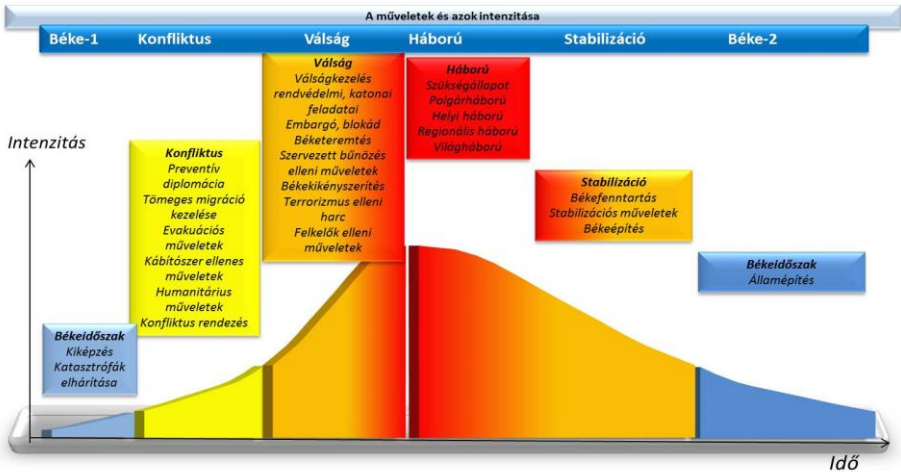 A műveletek és azok intenzitása
Béke-1 Konfliktus Válság Háború Stabilizáció Béke-2
Intenzitás
Békeidőszak
Kiképzés
Katasztrófák
elhárítása
Konfliktus
Preventív
diplomácia
Tömeges migráció
kezelése
Evakuációs
műveletek
Kábítószer ellenes
műveletek
Humanitárius
műveletek
Konfliktus rendezés
Válság
Válságkezelés
rendvédelmi, katonai
feladatai
Embargó, blokád
Béketeremtés
Szervezett bűnözés
elleni műveletek
Békekikényszerítés
Terrorizmus elleni
harc
Felkelők elleni
műveletek
Háború
Szükségállapot
Polgárháború
Helyi háború
Regionális háború
Világháború
Stabilizáció
Békefenntartás
Stabilizációs műveletek
Békeépítés
Békeidőszak
Államépítés
Idő